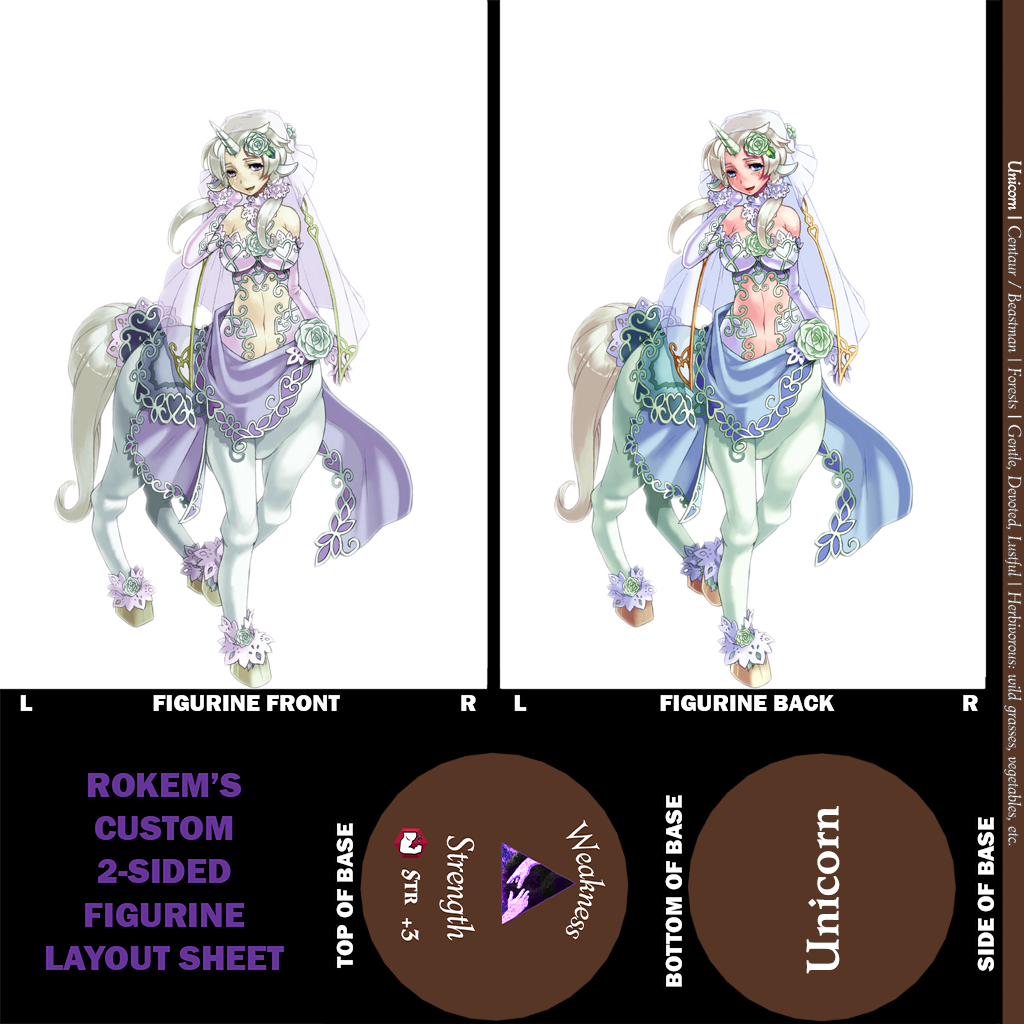 L FIGURINE FRONT R
L FIGURINE BACK R
ROKEM'S
CUSTOM
2-SIDED
FIGURINE
LAYOUT SHEET
TOP OF BASE
Weakness
Strength
STR +3
BOTTOM OF BASE
Unicorn
SIDE OF BASE
Unicorn | Centaur / Beastman | Forests | Gentle, Devoted, Lustful | Herbivorous: wild grasses, vegetables, etc.